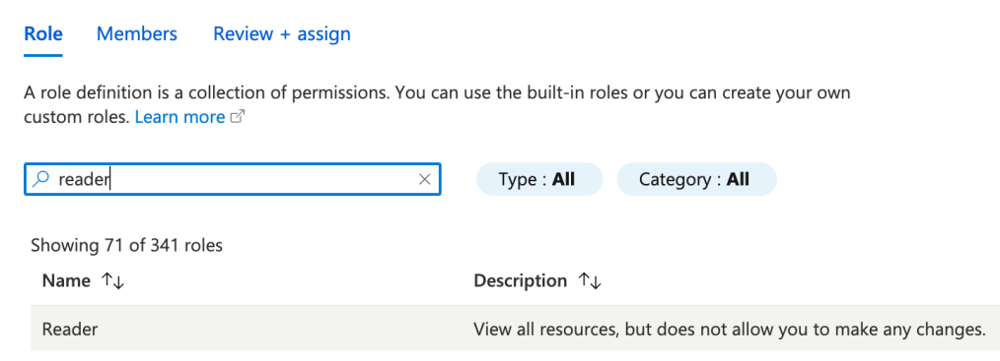 Role Members Review + assign
A role definition is a collection of permissions. You can use the built-in roles or you can create your own
custom roles. Learn more
reader Type : All Category : All
Showing 71 of 341 roles
Name ↑↓ Description ↑↓
Reader View all resources, but does not allow you to make any changes.